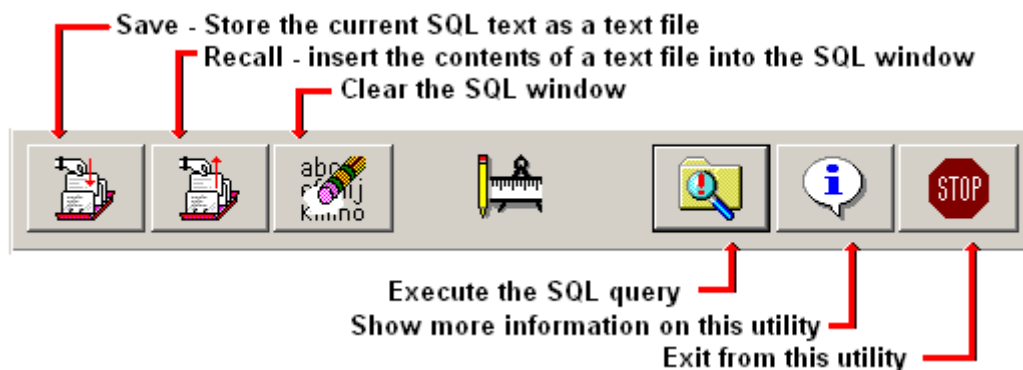 Save - Store the current SQL text as a text file
Recall - insert the contents of a text file into the SQL window
Clear the SQL window
STOP
Execute the SQL query
Show more information on this utility
Exit from this utility